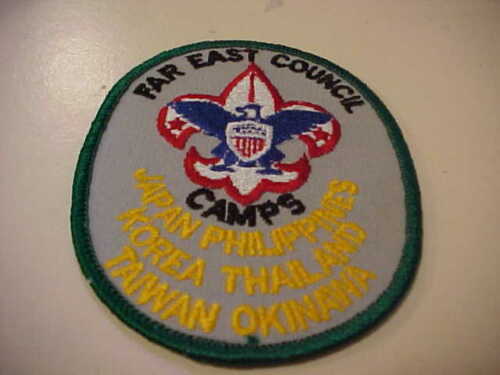 FAR EAST COUNCIL
CAMPS
JAPAN PHILIPPINES
KOREA THAILAND
TAIWAN OKINAWA